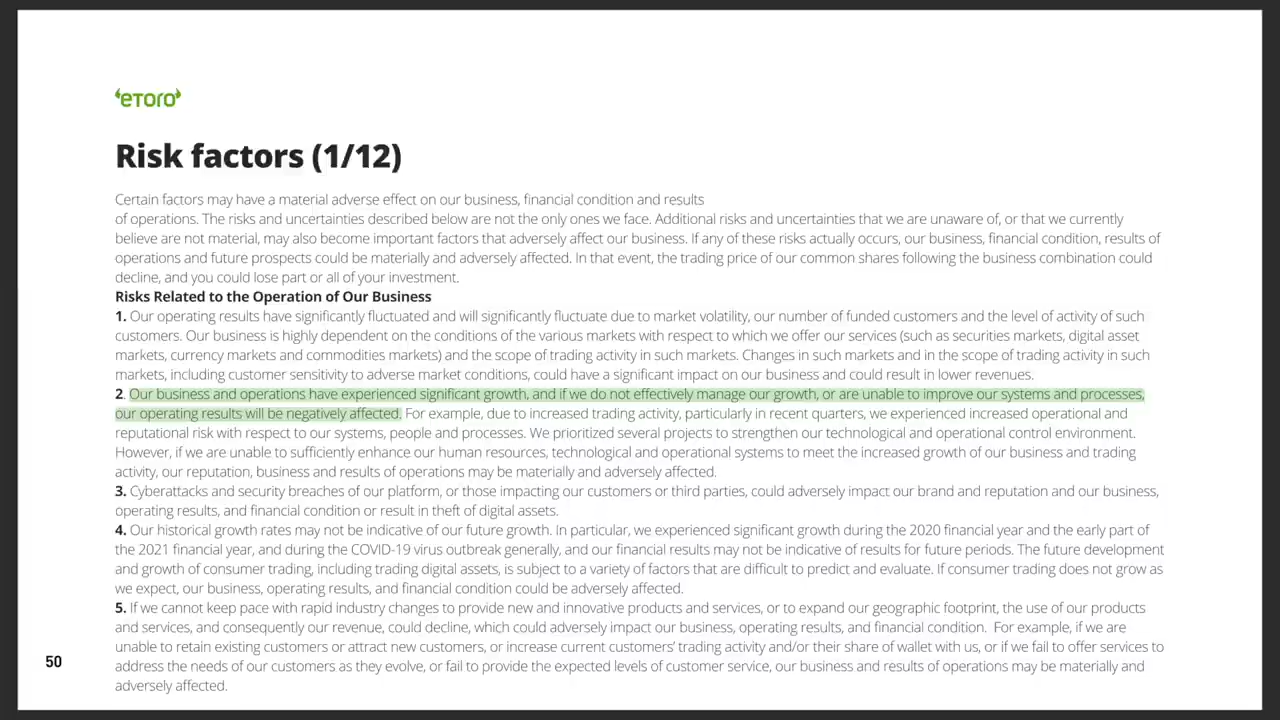 eToro
Risk factors (1/12)
Certain factors may have a material adverse effect on our business, financial condition and results
of operations. The risks and uncertainties described below are not the only ones we face. Additional risks and uncertainties that we are unaware of, or that we currently
believe are not material, may also become important factors that adversely affect our business. If any of these risks actually occurs, our business, financial condition, results of
operations and future prospects could be materially and adversely affected. In that event, the trading price of our common shares following the business combination could
decline, and you could lose part or all of your investment.
Risks Related to the Operation of Our Business
1. Our operating results have significantly fluctuated and will significantly fluctuate due to market volatility, our number of funded customers and the level of activity of such
customers. Our business is highly dependent on the conditions of the various markets with respect to which we offer our services (such as securities markets, digital asset
markets, currency markets and commodities markets) and the scope of trading activity in such markets. Changes in such markets and in the scope of trading activity in such
markets, including customer sensitivity to adverse market conditions, could have a significant impact on our business and could result in lower revenues.
2. Our business and operations have experienced significant growth, and if we do not effectively manage our growth, or are unable to improve our systems and processes,
our operating results will be negatively affected. For example, due to increased trading activity, particularly in recent quarters, we experienced increased operational and
reputational risk with respect to our systems, people and processes. We prioritized several projects to strengthen our technological and operational control environment.
However, if we are unable to sufficiently enhance our human resources, technological and operational systems to meet the increased growth of our business and trading
activity, our reputation, business and results of operations may be materially and adversely affected.
3. Cyberattacks and security breaches of our platform, or those impacting our customers or third parties, could adversely impact our brand and reputation and our business,
operating results, and financial condition or result in theft of digital assets.
4. Our historical growth rates may not be indicative of our future growth. In particular, we experienced significant growth during the 2020 financial year and the early part of
the 2021 financial year, and during the COVID-19 virus outbreak generally, and our financial results may not be indicative of results for future periods. The future development
and growth of consumer trading, including trading digital assets, is subject to a variety of factors that are difficult to predict and evaluate. If consumer trading does not grow as
we expect, our business, operating results, and financial condition could be adversely affected.
5. If we cannot keep pace with rapid industry changes to provide new and innovative products and services, or to expand our geographic footprint, the use of our products
and services, and consequently our revenue, could decline, which could adversely impact our business, operating results, and financial condition. For example, if we are
unable to retain existing customers or attract new customers, or increase current customers' trading activity and/or their share of wallet with us, or if we fail to offer services to
address the needs of our customers as they evolve, or fail to provide the expected levels of customer service, our business and results of operations may be materially and
adversely affected.
50